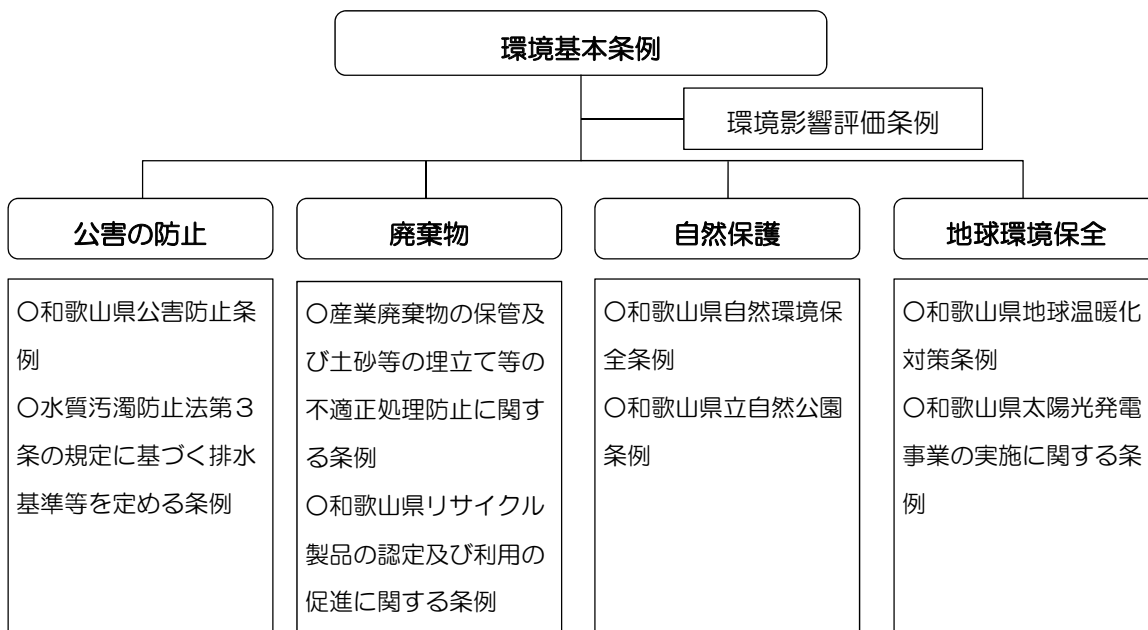 環境基本条例
環境影響評価条例
公害の防止
廃棄物
自然保護
地球環境保全
〇和歌山県公害防止条
例
〇水質汚濁防止法第３
条の規定に基づく排水
基準等を定める条例
〇産業廃棄物の保管及
び土砂等の埋立て等の
不適正処理防止に関す
る条例
〇和歌山県リサイクル
製品の認定及び利用の
促進に関する条例
〇和歌山県自然環境保
全条例
〇和歌山県立自然公園
条例
〇和歌山県地球温暖化
対策条例
〇和歌山県太陽光発電
事業の実施に関する条
例